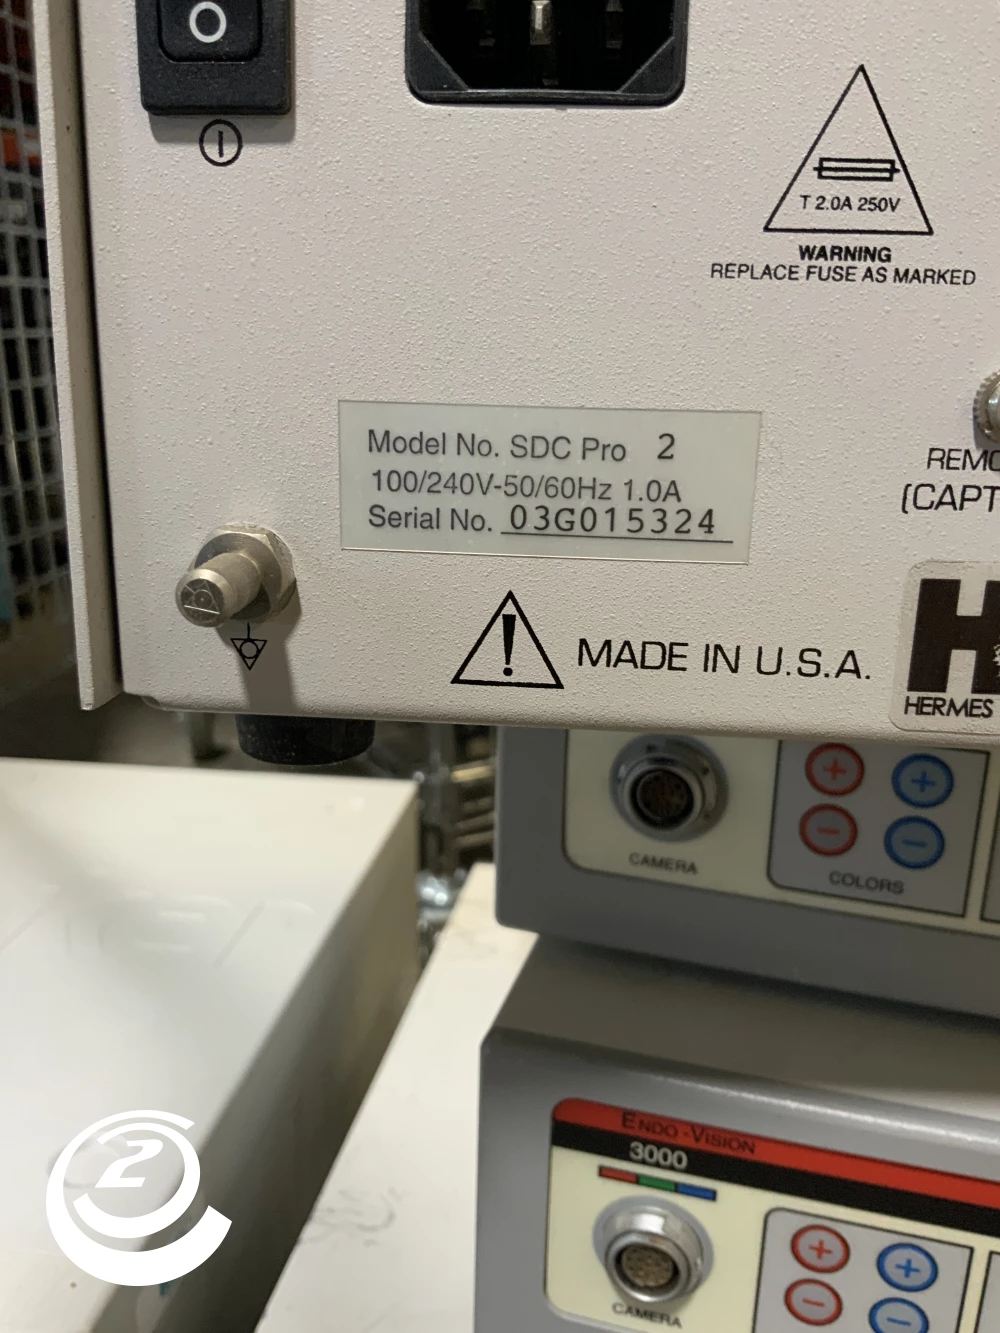 T 2.0A 250V
WARNING
REPLACE FUSE AS MARKED
Model No. SDC Pro 2
100/240V-50/60Hz 1.0A
Serial No. 03G015324
REMO
(CAPT
MADE IN U.S.A.
H
HERMES
CAMERA
COLORS
ENDO-VISION
3000
CAMERA
2